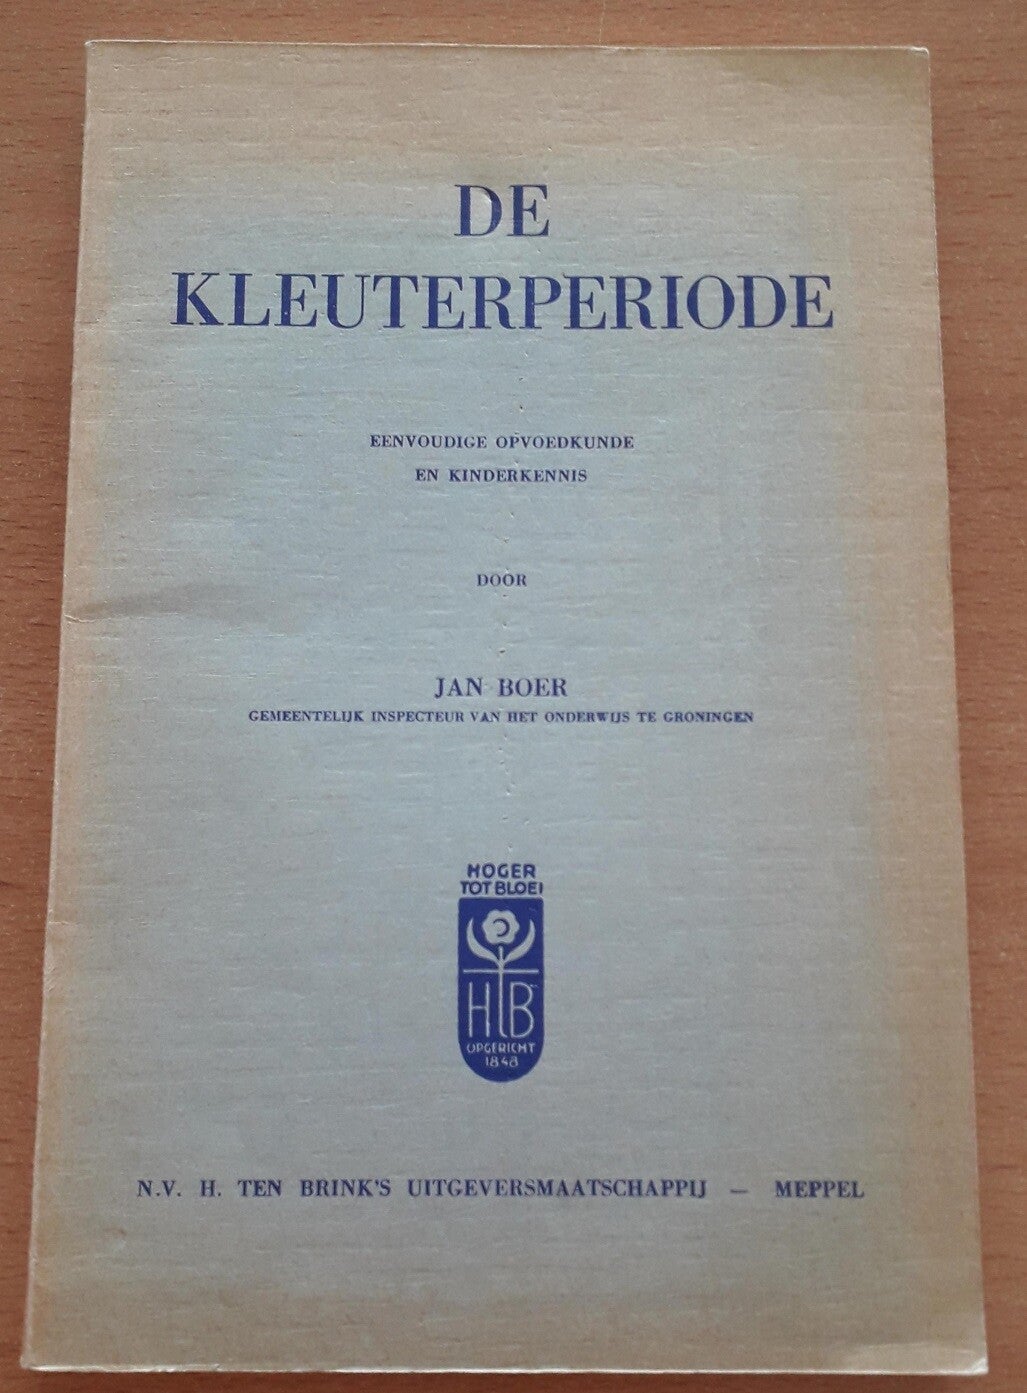 DE
KLEUTERPERIODE
EENVOUDIGE OPVOEDKUNDE
EN KINDERKENNIS
DOOR
JAN BOER
GEMEENTELIJK INSPECTEUR VAN HET ONDERWIJS TE GRONINGEN
HOGER
TOT BLOEI
HTB
OPGERICHT
1848
N.V. H. TEN BRINK'S UITGEVERSMAATSCHAPPIJ — MEPPEL